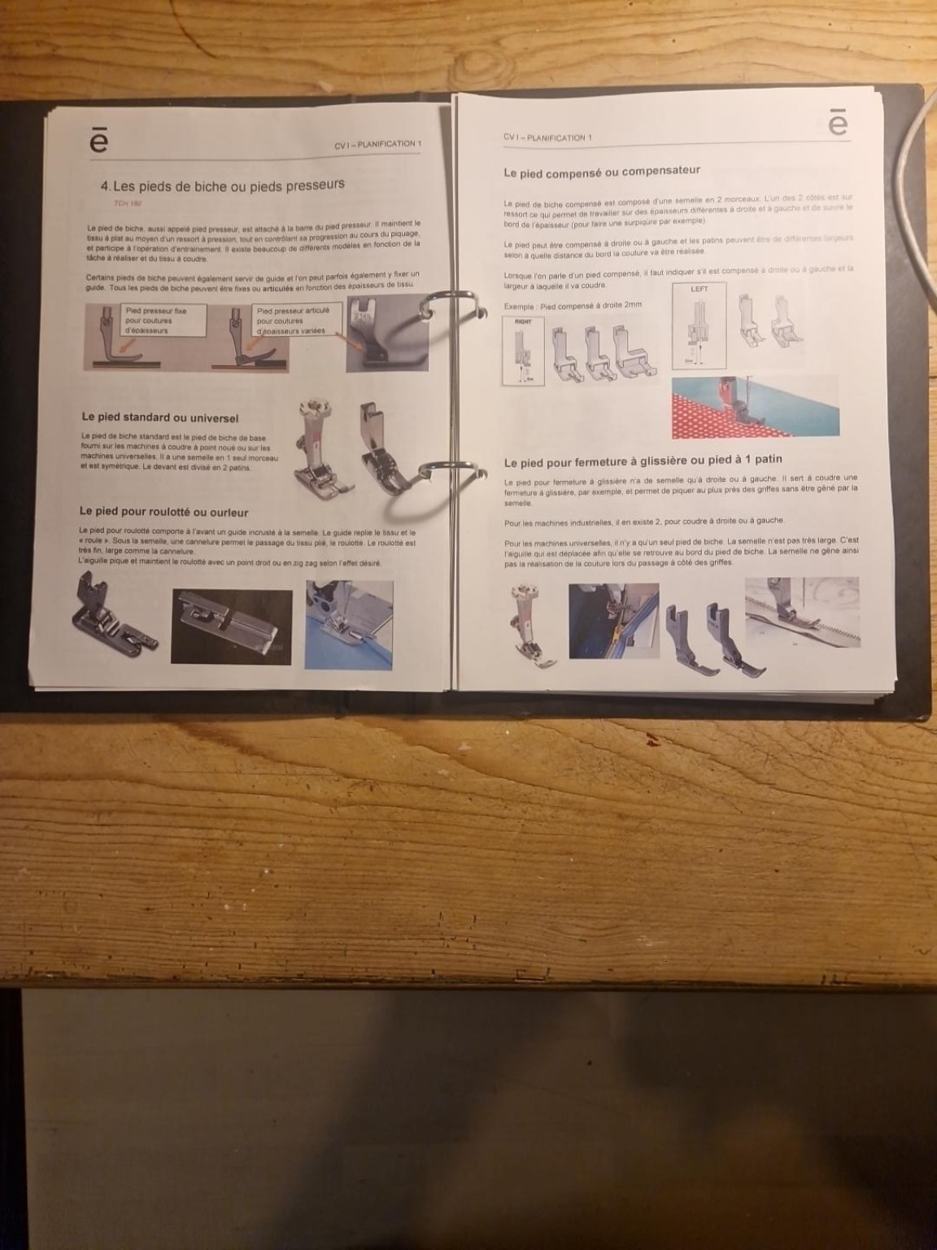 ē
CV I – PLANIFICATION 1
4. Les pieds de biche ou pieds presseurs
TCH 192
Le pied de biche, aussi appelé pied presseur, est attaché à la barre du pied presseur. Il maintient le
tissu à plat au moyen d'un ressort à pression, tout en contrôlant sa progression au cours du piquage,
et participe à l'opération d'entrainement. Il existe beaucoup de différents modèles en fonction de la
tâche à réaliser et du tissu à coudre.
Certains pieds de biche peuvent également servir de guide et l'on peut parfois également y fixer un
guide. Tous les pieds de biche peuvent être fixes ou articulés en fonction des épaisseurs de tissu.
Pied presseur fixe
pour coutures
d'épaisseurs
Pied presseur articulé
pour coutures
d'épaisseurs variées
Le pied standard ou universel
Le pied de biche standard est le pied de biche de base
fourni sur les machines à coudre à point noué ou sur les
machines universelles. Il a une semelle en 1 seul morceau
et est symétrique. Le devant est divisé en 2 patins.
Le pied pour roulotté ou ourleur
Le pied pour roulotté comporte à l'avant un guide incrusté à la semelle. Le guide replie le tissu et le
« roule ». Sous la semelle, une cannelure permet le passage du tissu plié, le roulotté. Le roulotté est
très fin, large comme la cannelure.
L'aiguille pique et maintient le roulotté avec un point droit ou en zig zag selon l'effet désiré.
CV I – PLANIFICATION 1
ē
Le pied compensé ou compensateur
Le pied de biche compensé est composé d'une semelle en 2 morceaux. L'un des 2 côtés est sur
ressort ce qui permet de travailler sur des épaisseurs différentes à droite et à gauche et de suivre le
bord de l'épaisseur (pour faire une surpiqûre par exemple).
Le pied peut être compensé à droite ou à gauche et les patins peuvent être de différentes largeurs
selon à quelle distance du bord la couture va être réalisée.
Lorsque l'on parle d'un pied compensé, il faut indiquer s'il est compensé à droite ou à gauche et la
largeur à laquelle il va coudre.
Exemple : Pied compensé à droite 2mm
RIGHT
LEFT
Le pied pour fermeture à glissière ou pied à 1 patin
Le pied pour fermeture à glissière n'a de semelle qu'à droite ou à gauche. Il sert à coudre une
fermeture à glissière, par exemple, et permet de piquer au plus près des griffes sans être gêné par la
semelle.
Pour les machines industrielles, il en existe 2, pour coudre à droite ou à gauche.
Pour les machines universelles, il n'y a qu'un seul pied de biche. La semelle n'est pas très large. C'est
l'aiguille qui est déplacée afin qu'elle se retrouve au bord du pied de biche. La semelle ne gêne ainsi
pas la réalisation de la couture lors du passage à côté des griffes.